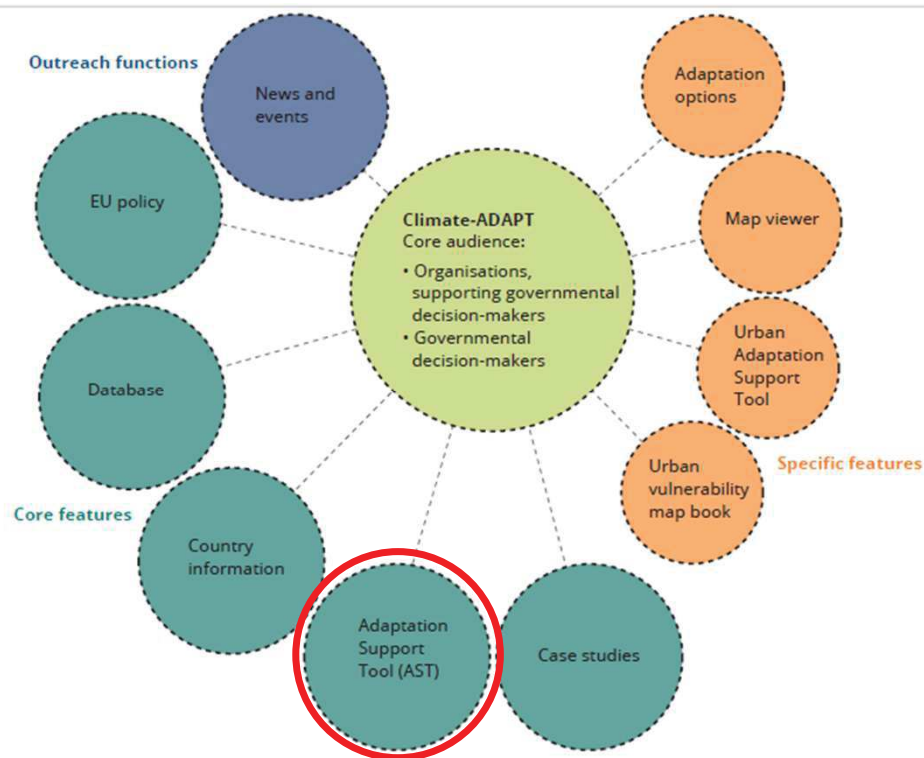 Outreach functions
News and
events
EU policy
Database
Core features
Country
information
Adaptation
Support
Tool (AST)
Case studies
Climate-ADAPT
Core audience:
• Organisations,
supporting governmental
decision-makers
• Governmental
decision-makers
Adaptation
options
Map viewer
Urban
Adaptation
Support
Tool
Urban
vulnerability
map book
Specific features